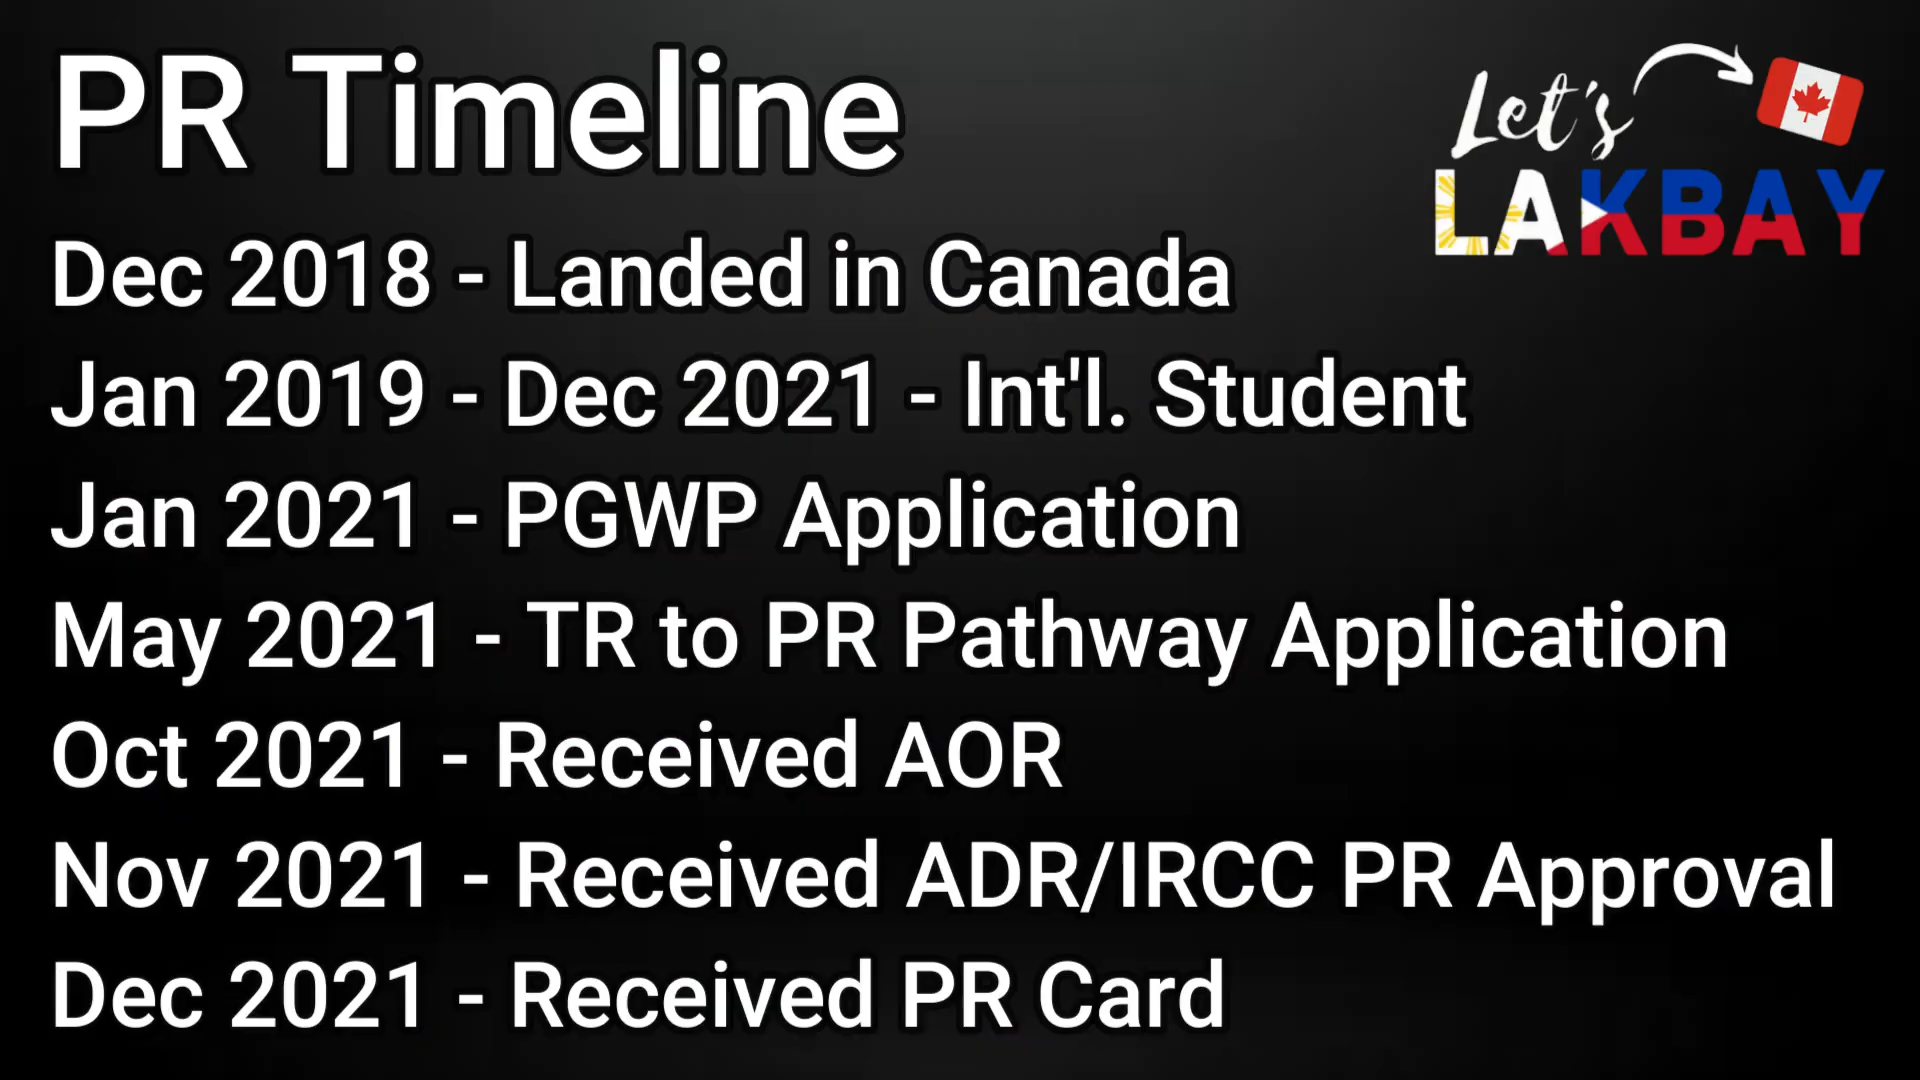 PR Timeline
Let's
LAKBAY
Dec 2018 - Landed in Canada
Jan 2019 - Dec 2021 - Int'l. Student
Jan 2021 - PGWP Application
May 2021 - TR to PR Pathway Application
Oct 2021 - Received AOR
Nov 2021 - Received ADR/IRCC PR Approval
Dec 2021 - Received PR Card